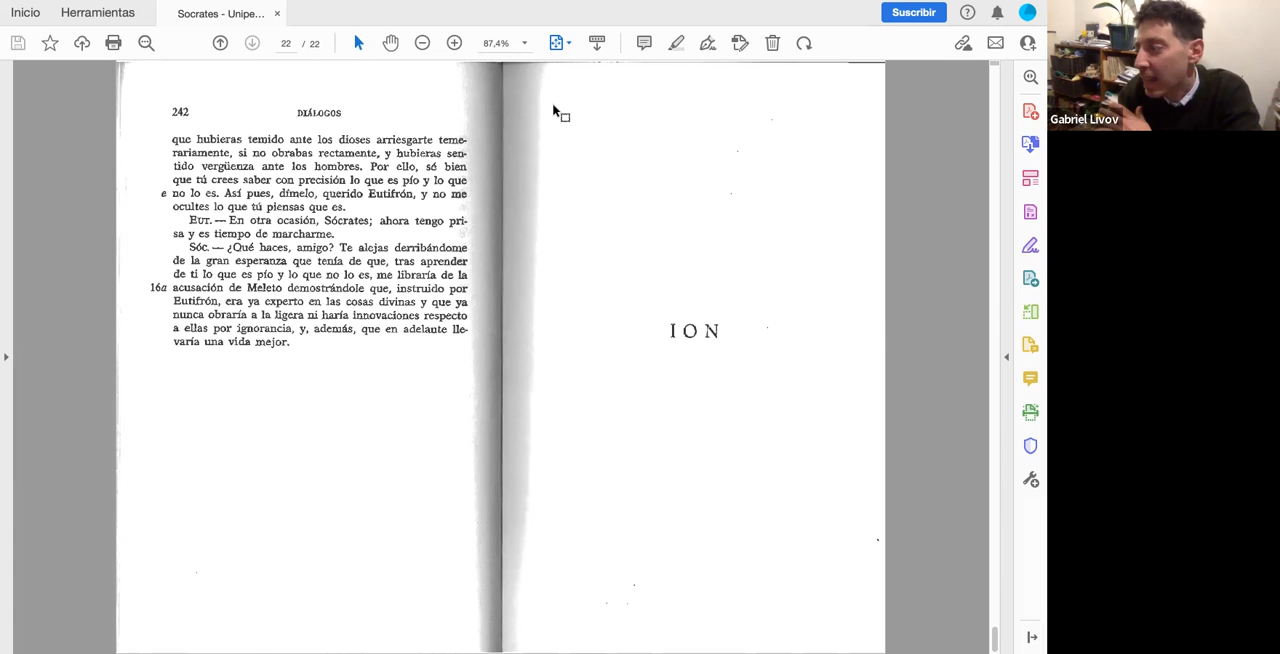 Inicio
Herramientas
Socrates - Unipe...
Suscribir
22 / 22
87,4%
Gabriel Livov
242
DIÁLOGOS
que hubieras temido ante los dioses arriesgarte teme-
rariamente, si no obrabas rectamente, y hubieras sen-
tido vergüenza ante los hombres. Por ello, sé bien
que tú crees saber con precisión lo que es pío y lo que
e no lo es. Así pues, dímelo, querido Eutifrón, y no me
ocultes lo que tú piensas que es.
EUT. — En otra ocasión, Sócrates; ahora tengo pri-
sa y es tiempo de marcharme.
SÓC. — ¿Qué haces, amigo? Te alejas derribándome
de la gran esperanza que tenía de que, tras aprender
de ti lo que es pío y lo que no lo es, me libraría de la
16a acusación de Meleto demostrándole que, instruido por
Eutifrón, era ya experto en las cosas divinas y que ya
nunca obraría a la ligera ni haría innovaciones respecto
a ellas por ignorancia, y, además, que en adelante lle-
varía una vida mejor.
ION